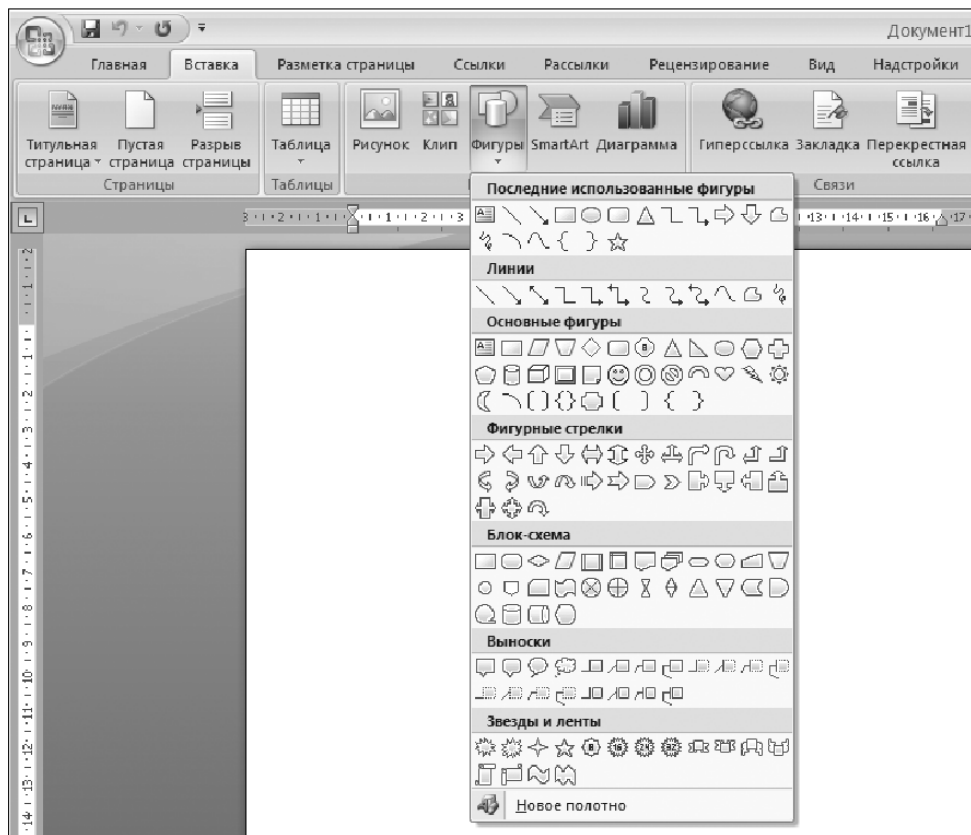 Документ1
Главная Вставка Разметка страницы Ссылки Рассылки Рецензирование Вид Надстройки
Титульная страница Пустая страница Разрыв страницы Таблица Рисунок Клип Фигуры SmartArt Диаграмма Гиперссылка Закладка Перекрестная ссылка
Страницы Таблицы Связи
Последние использованные фигуры
Линии
Основные фигуры
Фигурные стрелки
Блок-схема
Выноски
Звезды и ленты
Новое полотно